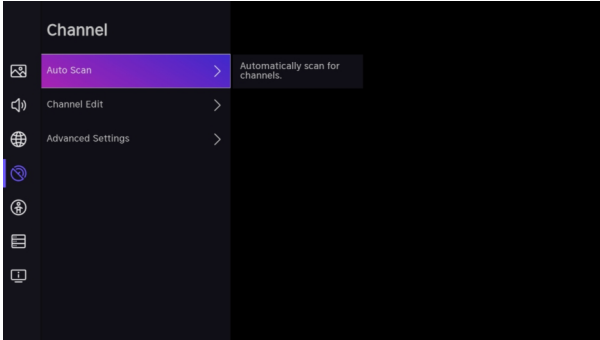 Channel
Auto Scan
Automatically scan for
channels.
Channel Edit
Advanced Settings